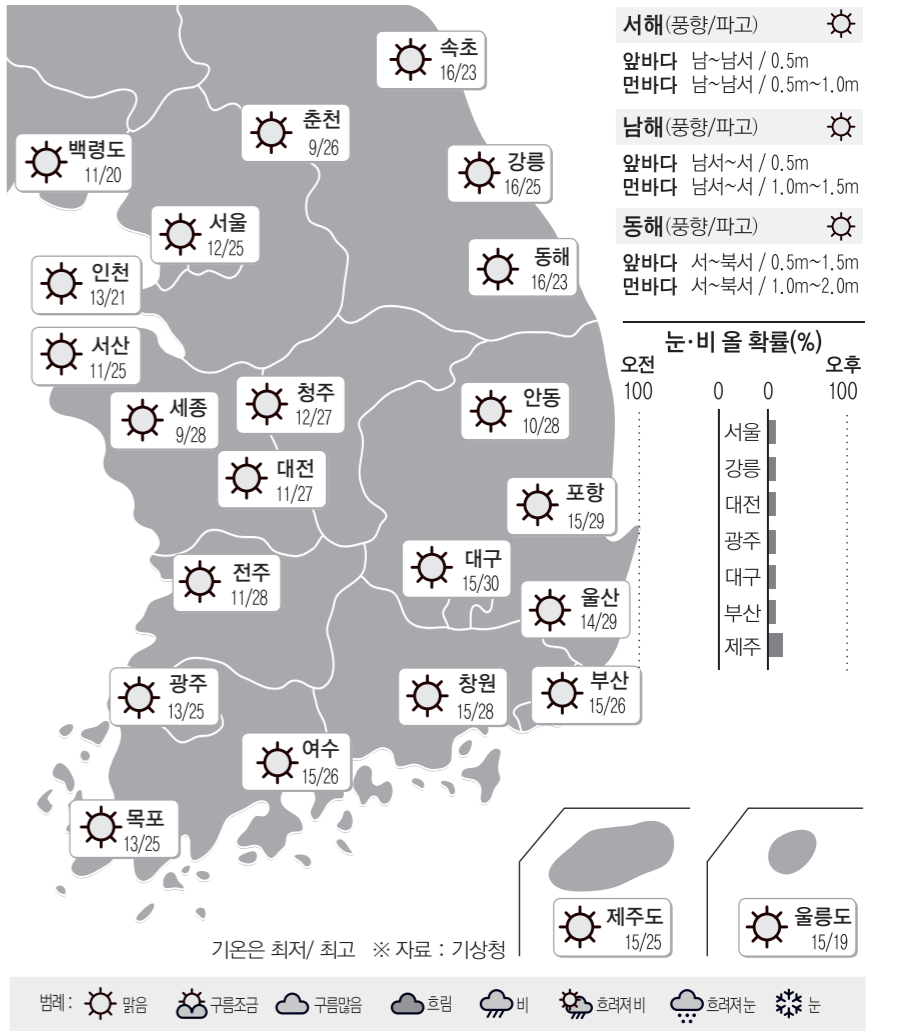 속초
16/23
춘천
9/26
백령도
11/20
강릉
16/25
서울
12/25
동해
16/23
인천
13/21
서산
11/25
세종
9/28
청주
12/27
안동
10/28
대전
11/27
포항
15/29
전주
11/28
대구
15/30
울산
14/29
광주
13/25
창원
15/28
부산
15/26
여수
15/26
목포
13/25
제주도
15/25
울릉도
15/19
서해(풍향/파고)
앞바다 남~남서 / 0.5m
먼바다 남~남서 / 0.5m~1.0m
남해(풍향/파고)
앞바다 남서~서 / 0.5m
먼바다 남서~서 / 1.0m~1.5m
동해(풍향/파고)
앞바다 서~북서 / 0.5m~1.5m
먼바다 서~북서 / 1.0m~2.0m
눈·비 올 확률(%)
오전 오후
100 0 0 100
서울
강릉
대전
광주
대구
부산
제주
기온은 최저/ 최고 ※ 자료 : 기상청
범례 : 맑음 구름조금 구름많음 흐림 비 흐려져 비 흐려져 눈 눈